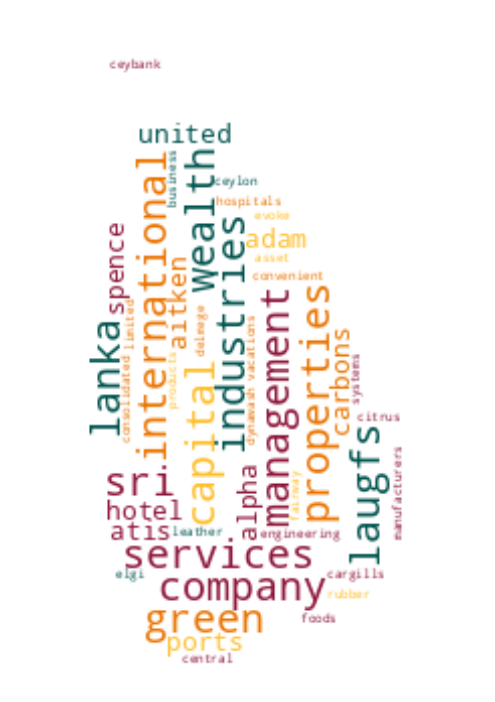 ceybank
united
international
business
wealth
ceylon
hospitals
evoke
adam
asset
convenient
industries
spence
aitken
lanka
limited
consolidated
products
delmege
capital
dynawash
vacations
management
properties
carbons
systems
citrus
laugfs
manufacturers
sri
hotel
atis
leather
alpha
fairway
engineering
services
elgi
company
cargills
rubber
green
foods
ports
central